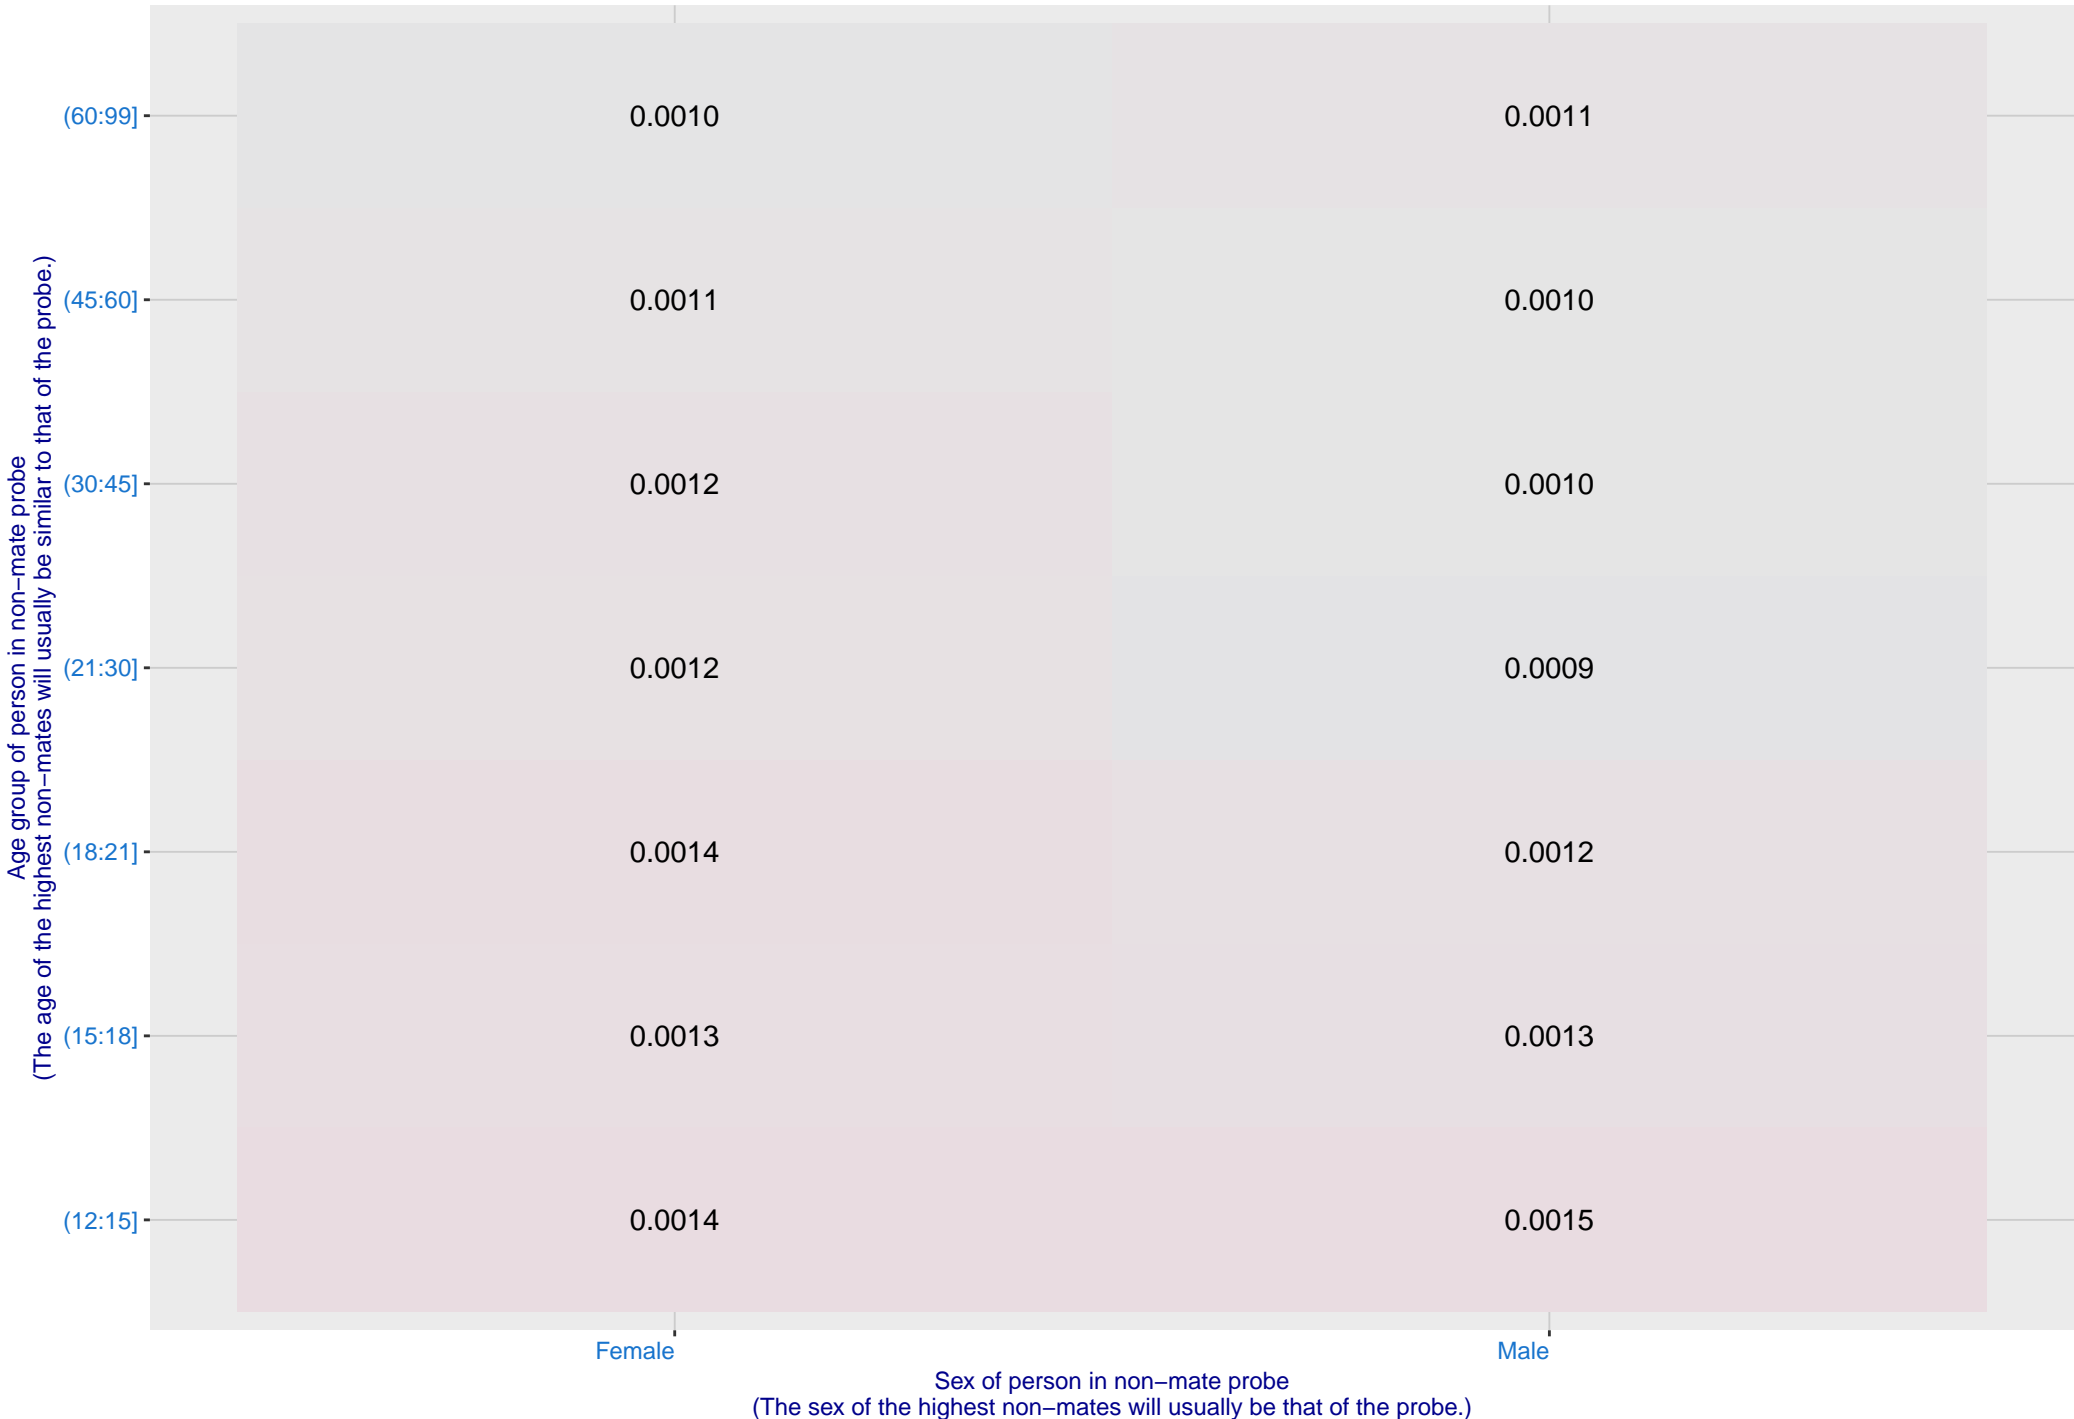 Age group of person in non−mate probe
(The age of the highest non−mates will usually be similar to that of the probe.)
(60:99] 0.0010 0.0011
(45:60] 0.0011 0.0010
(30:45] 0.0012 0.0010
(21:30] 0.0012 0.0009
(18:21] 0.0014 0.0012
(15:18] 0.0013 0.0013
(12:15] 0.0014 0.0015
Female Male
Sex of person in non−mate probe
(The sex of the highest non−mates will usually be that of the probe.)